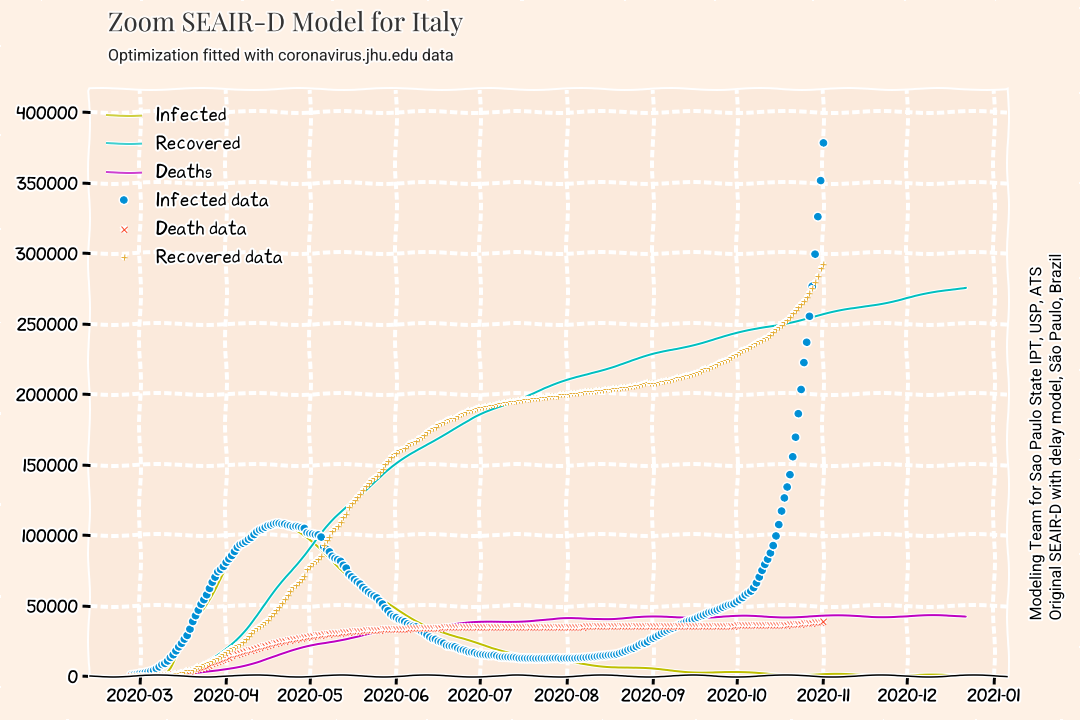 Zoom SEAIR-D Model for Italy
Optimization fitted with coronavirus.jhu.edu data
400000
350000
300000
250000
200000
150000
100000
50000
0
Infected
Recovered
Deaths
Infected data
Death data
Recovered data
2020-03
2020-04
2020-05
2020-06
2020-07
2020-08
2020-09
2020-10
2020-11
2020-12
2021-01
Modeling Team for Sao Paulo State IPT, USP, ATS
Original SEAIR-D with delay model, São Paulo, Brazil